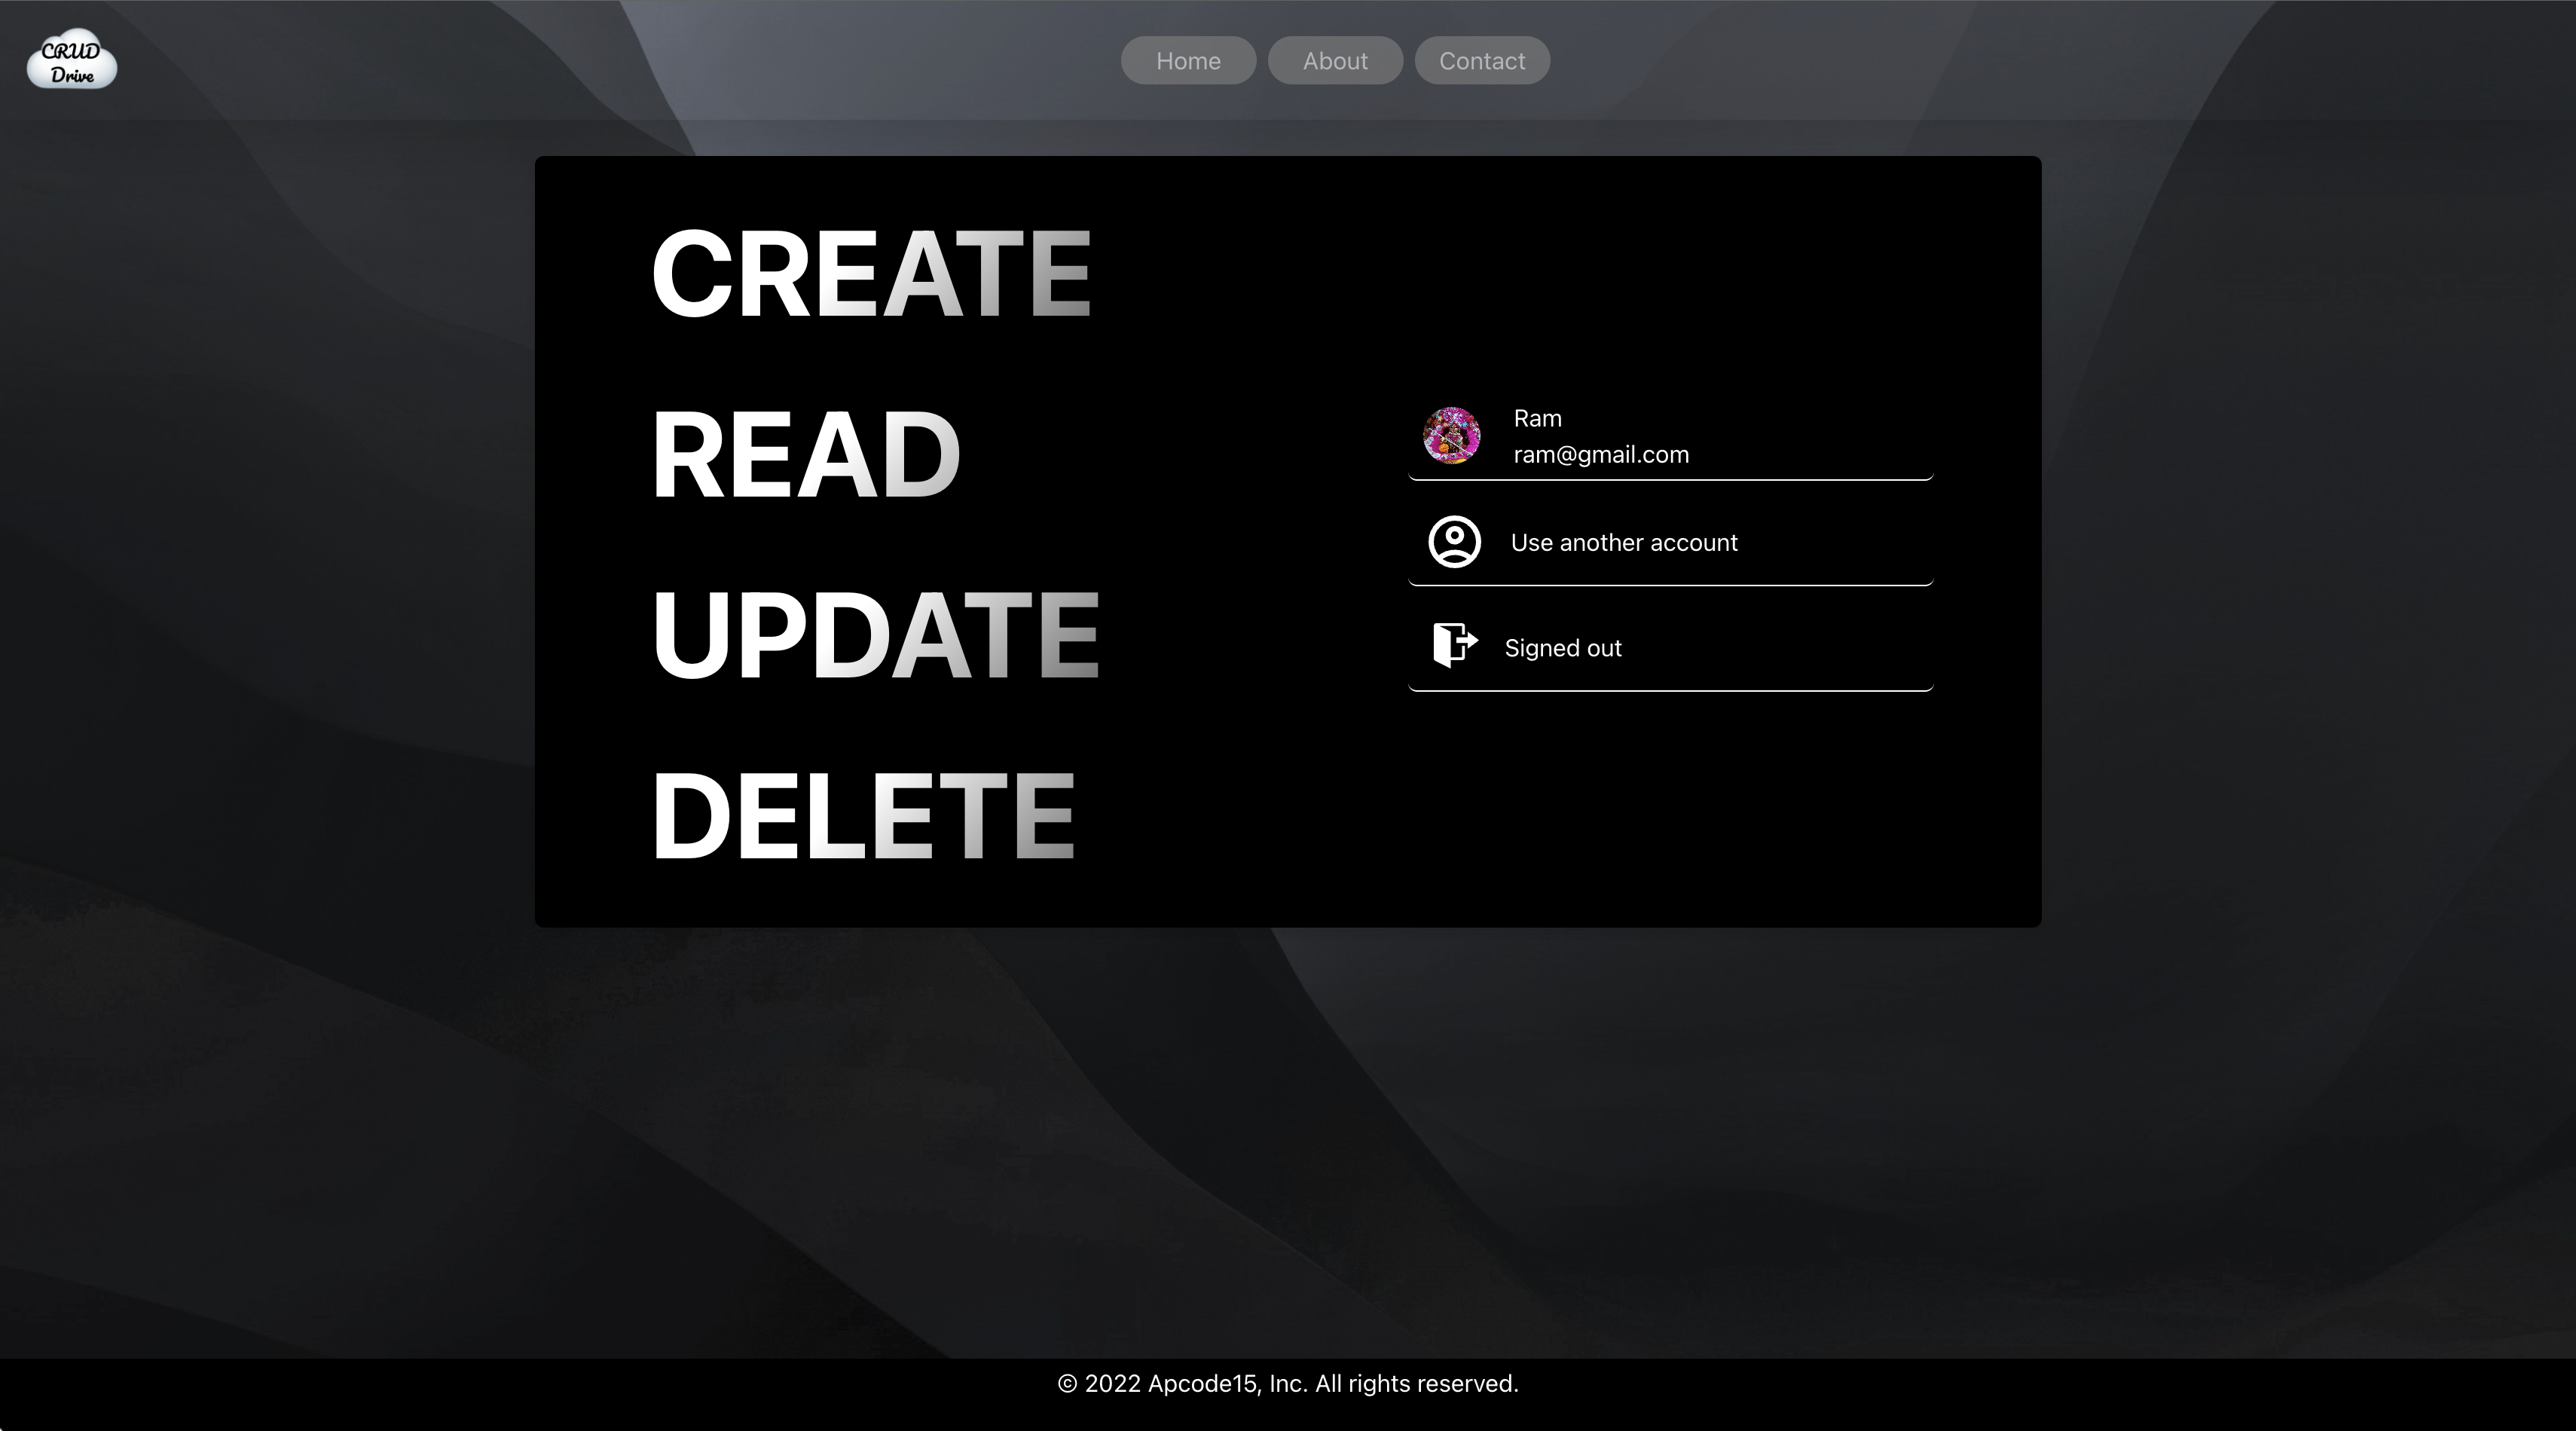 CRUD
Drive
Home
About
Contact
CREATE
READ
UPDATE
DELETE
Ram
ram@gmail.com
Use another account
Signed out
© 2022 Apcode15, Inc. All rights reserved.